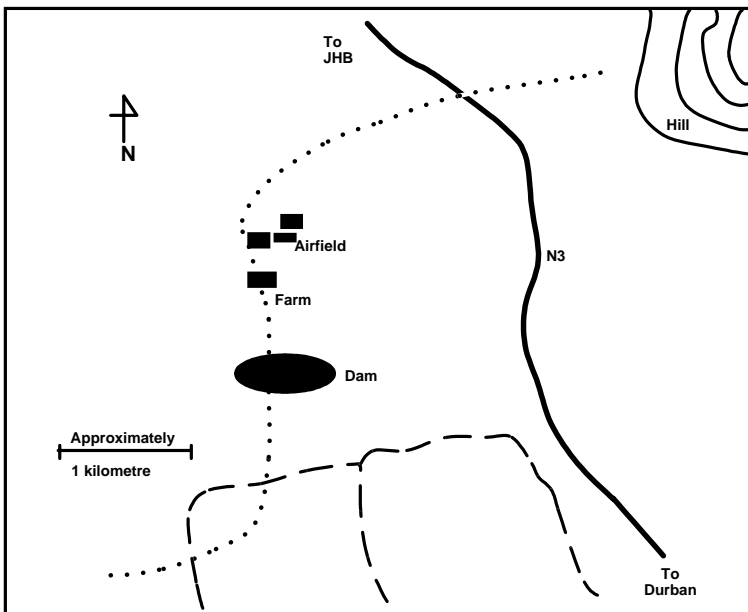 To
JHB
Hill
N
Airfield
N3
Farm
Dam
Approximately
1 kilometre
To
Durban